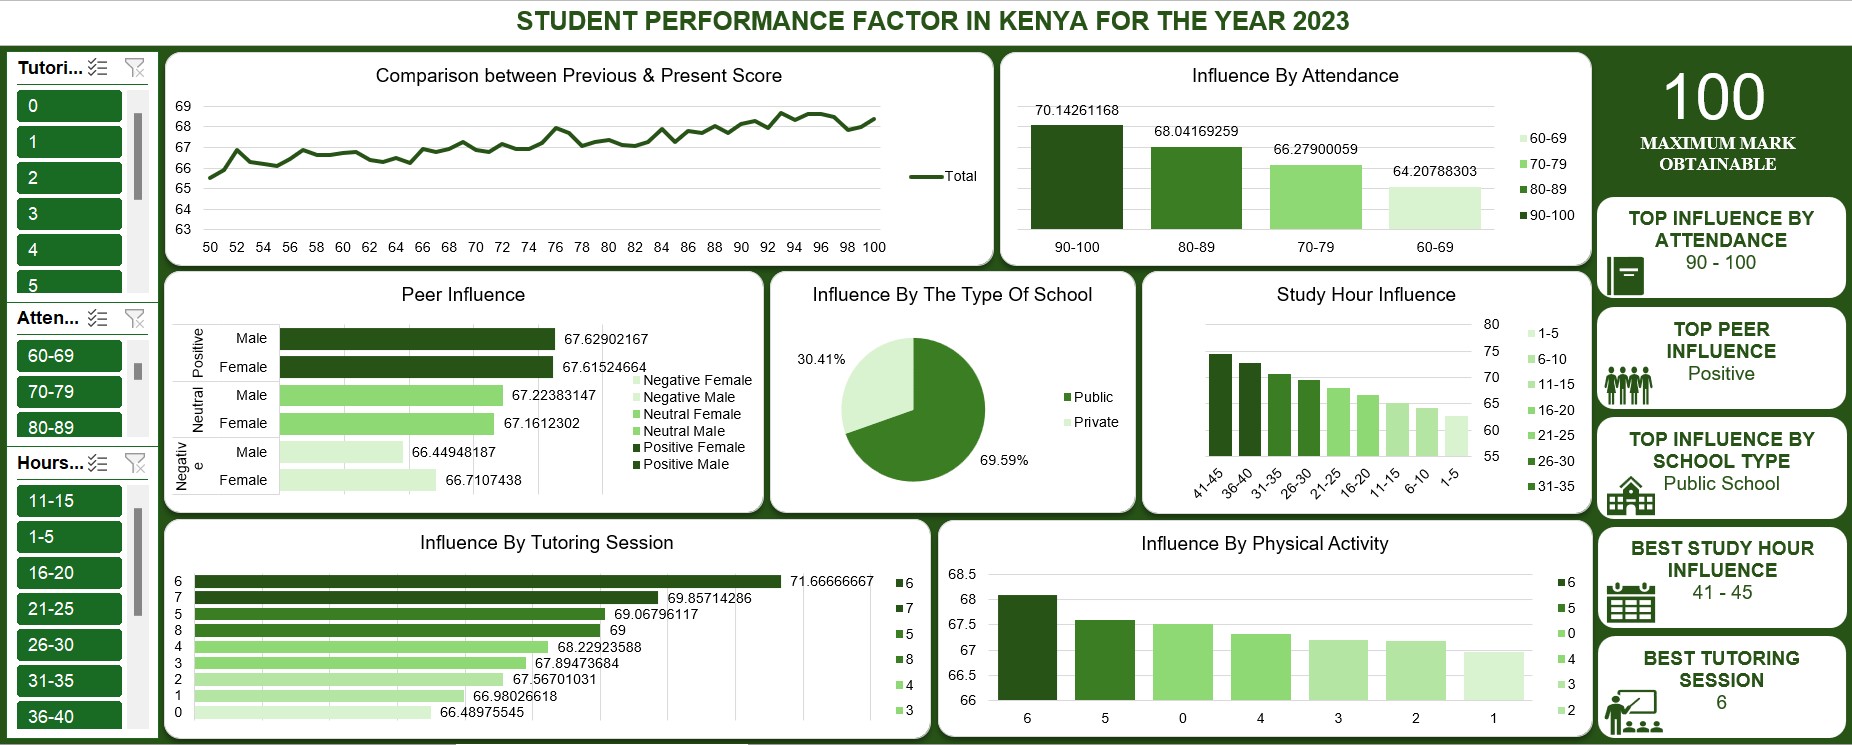 STUDENT PERFORMANCE FACTOR IN KENYA FOR THE YEAR 2023
Tutori...
0
1
2
3
4
5
Atten...
60-69
70-79
80-89
Hours...
11-15
1-5
16-20
21-25
26-30
31-35
36-40
Comparison between Previous & Present Score
69
68
67
66
65
64
63
50 52 54 56 58 60 62 64 66 68 70 72 74 76 78 80 82 84 86 88 90 92 94 96 98 100
Total
Influence By Attendance
70.14261168
68.04169259
66.27900059
64.20788303
90-100 80-89 70-79 60-69
60-69
70-79
80-89
90-100
Peer Influence
Positive
Male 67.62902167
Female 67.61524664
Neutral
Male 67.22383147
Female 67.1612302
Negativ
e
Male 66.44948187
Female 66.7107438
Negative Female
Negative Male
Neutral Female
Neutral Male
Positive Female
Positive Male
Influence By The Type Of School
30.41%
69.59%
Public
Private
Study Hour Influence
80
75
70
65
60
55
41-45 36-40 31-35 26-30 21-25 16-20 11-15 6-10 1-5
1-5
6-10
11-15
16-20
21-25
26-30
31-35
Influence By Tutoring Session
6 71.66666667
7 69.85714286
5 69.06796117
8 69
4 68.22923588
3 67.89473684
2 67.56701031
1 66.98026618
0 66.48975545
6
7
5
8
4
3
Influence By Physical Activity
68.5
68
67.5
67
66.5
66
6 5 0 4 3 2 1
6
5
0
4
3
2
100
MAXIMUM MARK
OBTAINABLE
TOP INFLUENCE BY
ATTENDANCE
90 - 100
TOP PEER
INFLUENCE
Positive
TOP INFLUENCE BY
SCHOOL TYPE
Public School
BEST STUDY HOUR
INFLUENCE
41 - 45
BEST TUTORING
SESSION
6